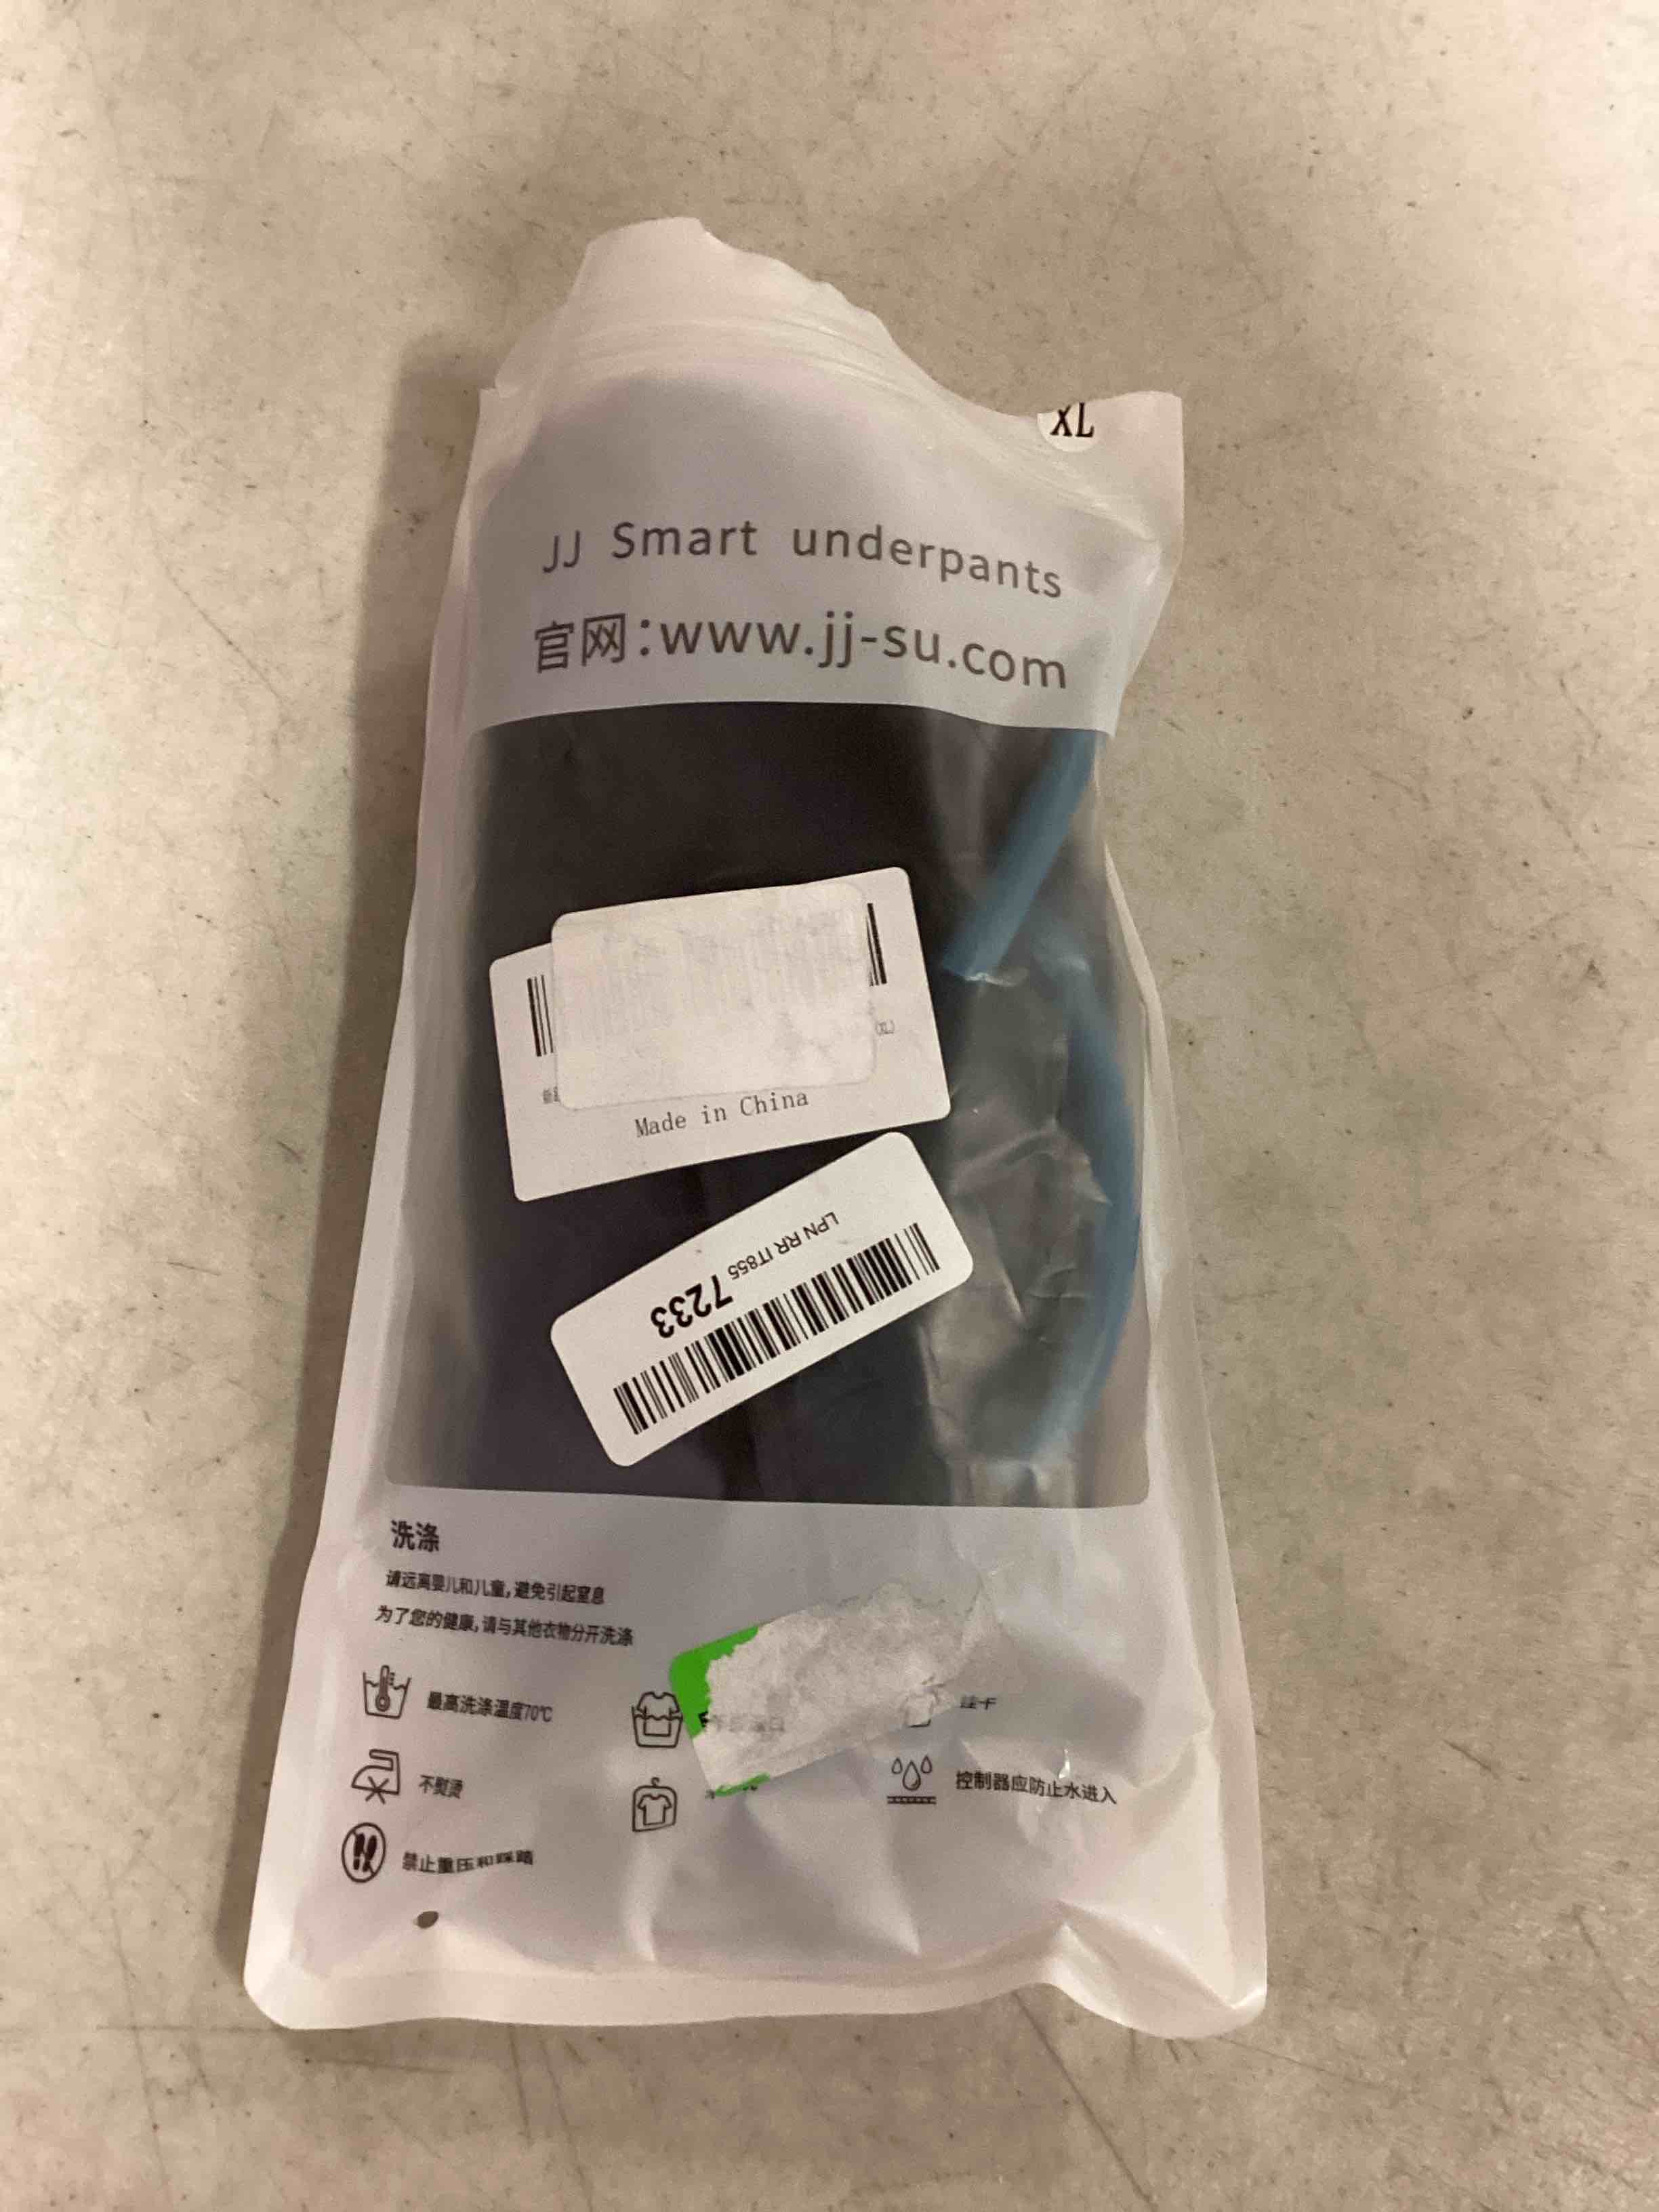 XL
JJ Smart underpants
官网:www.jj-su.com
(XL)
Made in China
LPN RR IT855 7233
洗涤
请远离婴儿和儿童,避免引起窒息
为了您的健康,请与其他衣物分开洗涤
最高洗涤温度70℃
不熨烫
控制器应防止水进入
禁止重压和踩踏